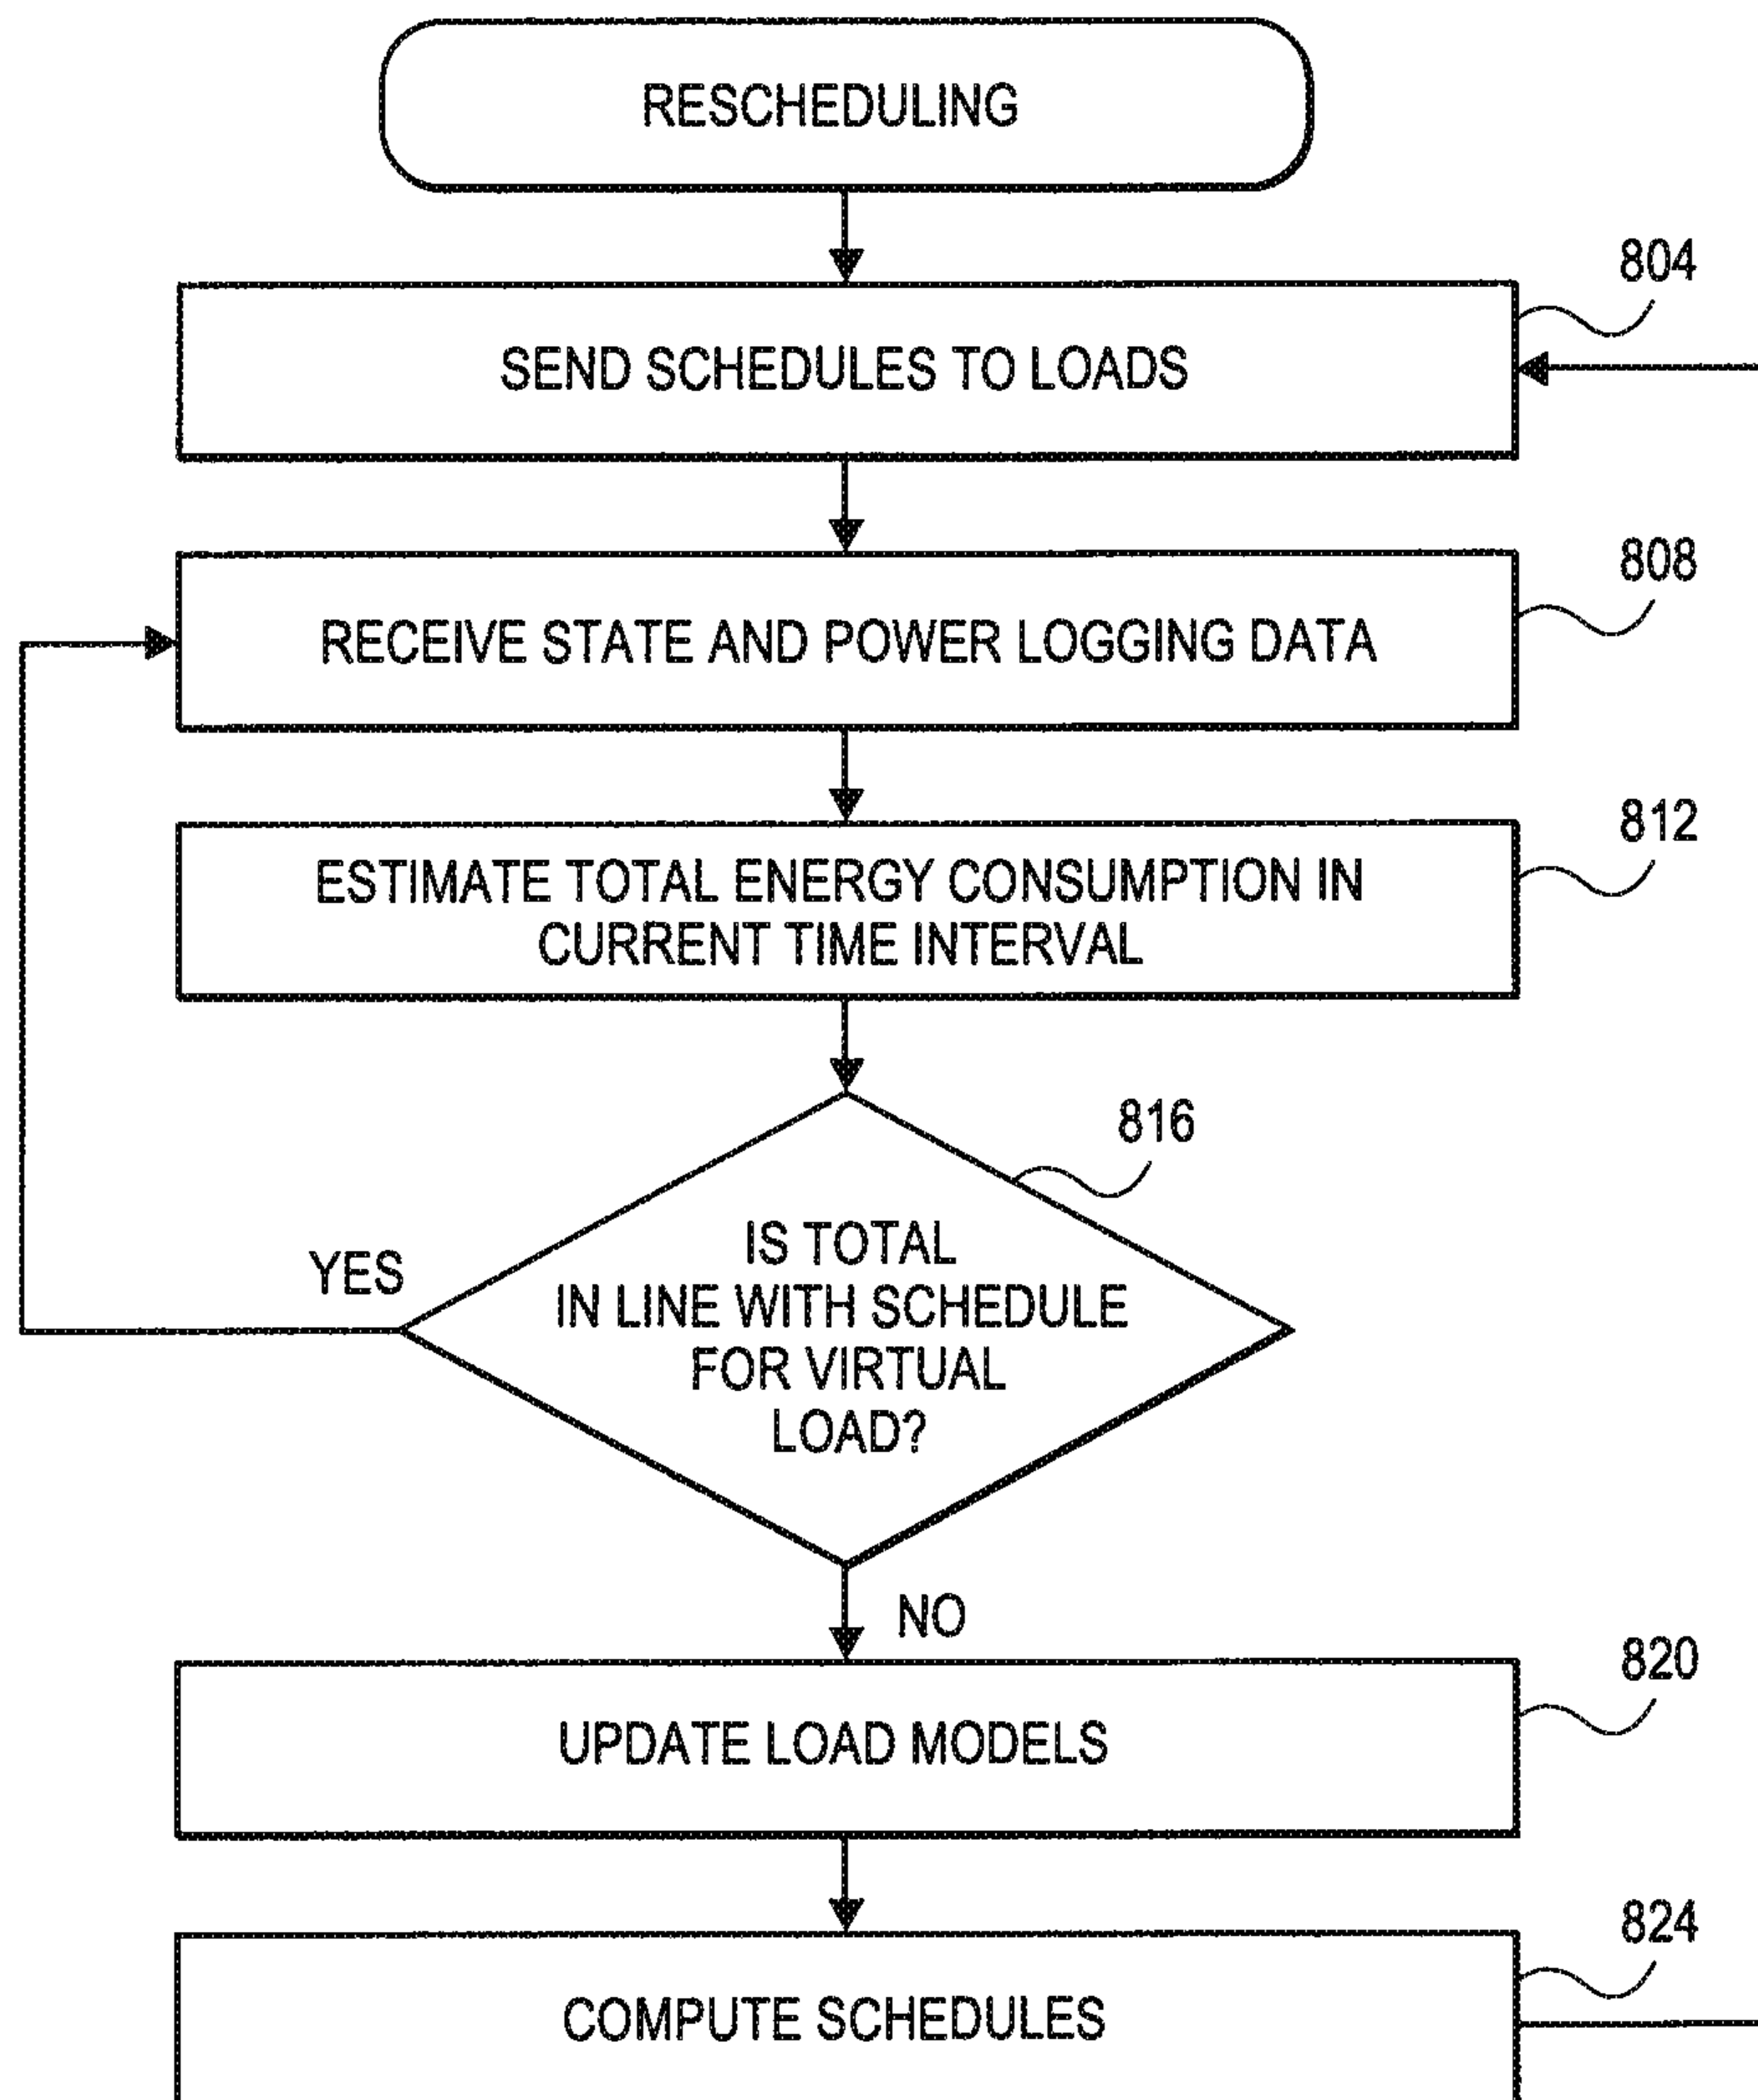 RESCHEDULING
804
SEND SCHEDULES TO LOADS
808
RECEIVE STATE AND POWER LOGGING DATA
812
ESTIMATE TOTAL ENERGY CONSUMPTION IN
CURRENT TIME INTERVAL
816
IS TOTAL
IN LINE WITH SCHEDULE
FOR VIRTUAL
LOAD?
YES
NO
820
UPDATE LOAD MODELS
824
COMPUTE SCHEDULES